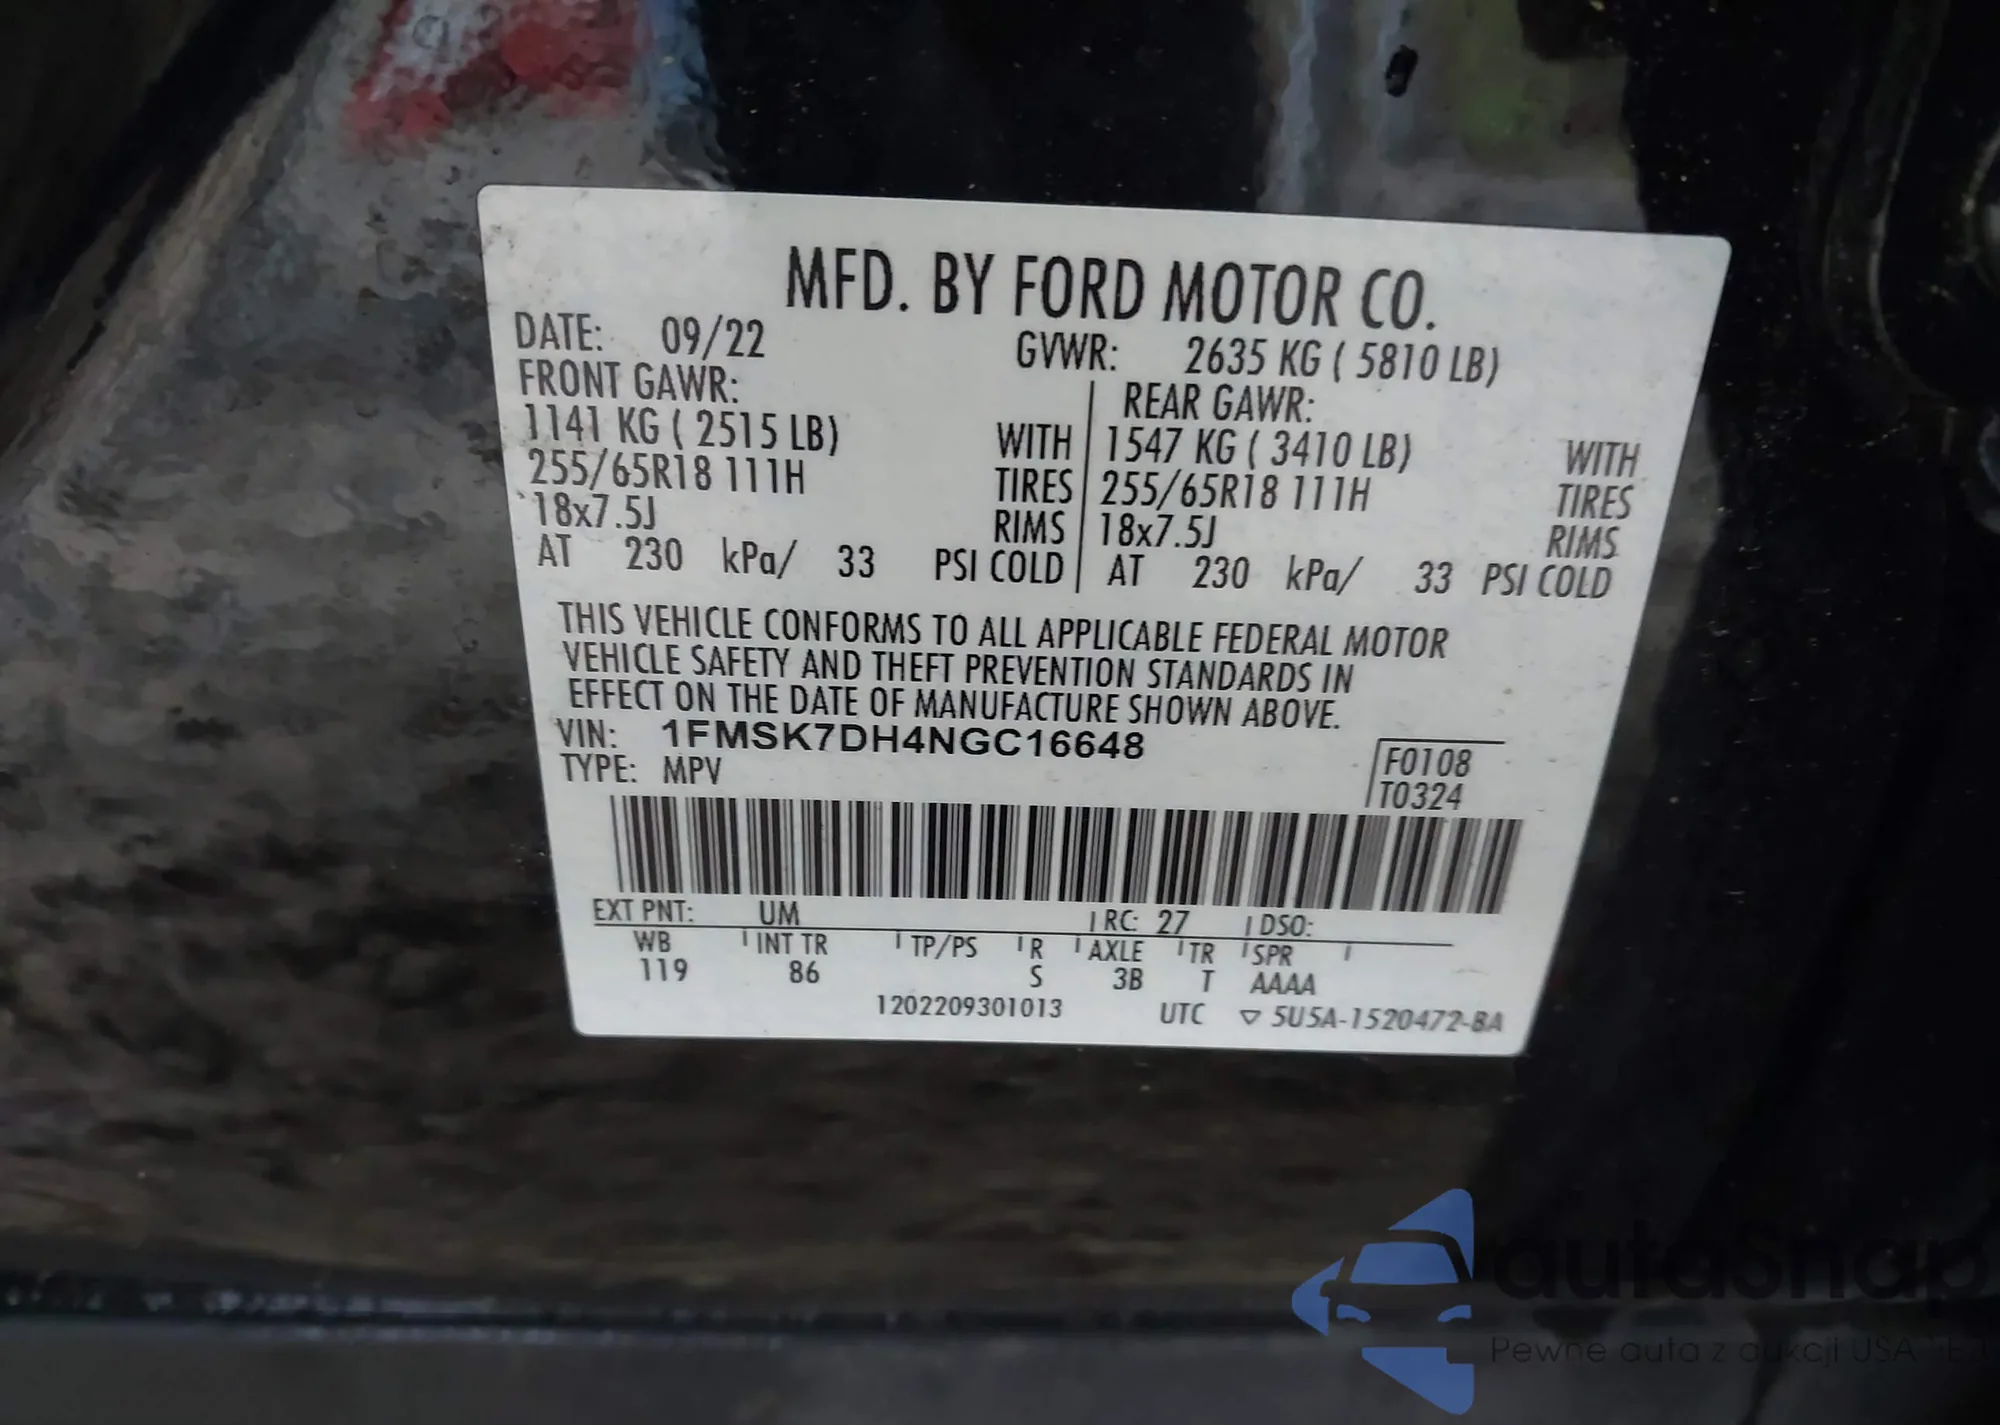 MFD. BY FORD MOTOR CO.
DATE: 09/22 GVWR: 2635 KG ( 5810 LB)
FRONT GAWR: REAR GAWR:
1141 KG ( 2515 LB) WITH 1547 KG ( 3410 LB) WITH
255/65R18 111H TIRES 255/65R18 111H TIRES
18x7.5J RIMS 18x7.5J RIMS
AT 230 kPa/ 33 PSI COLD AT 230 kPa/ 33 PSI COLD
THIS VEHICLE CONFORMS TO ALL APPLICABLE FEDERAL MOTOR
VEHICLE SAFETY AND THEFT PREVENTION STANDARDS IN
EFFECT ON THE DATE OF MANUFACTURE SHOWN ABOVE.
VIN: 1FMSK7DH4NGC16648
TYPE: MPV
F0108
T0324
EXT PNT: UM RC: 27 DSO:
WB INT TR TP/PS R AXLE TR SPR
119 86 S 3B T AAAA
1202209301013 UTC ▽ 5U5A-1520472-BA
autasnap
Pewne auta z aukcji USA